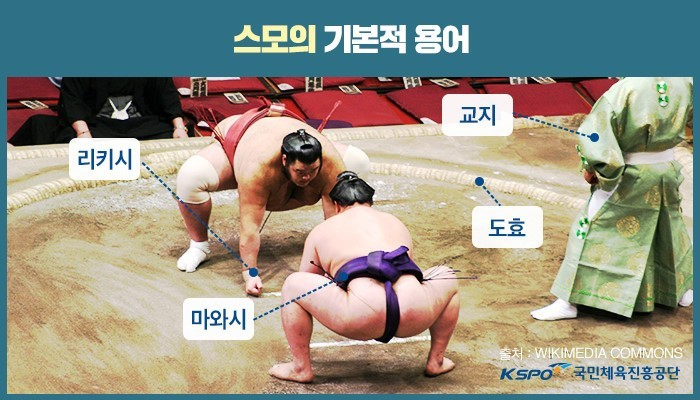 스모의 기본적 용어
교지
리키시
도효
마와시
출처 : WIKIMEDIA COMMONS
KSPO 국민체육진흥공단